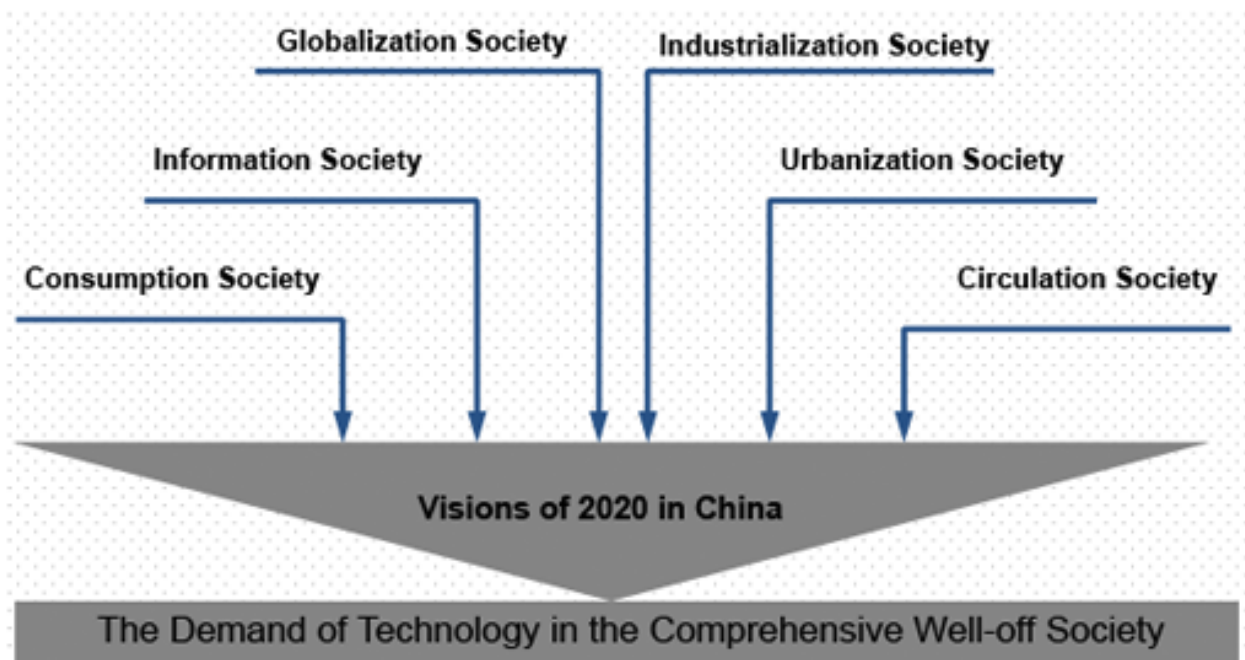 Globalization Society
Industrialization Society
Information Society
Urbanization Society
Consumption Society
Circulation Society
Visions of 2020 in China
The Demand of Technology in the Comprehensive Well-off Society